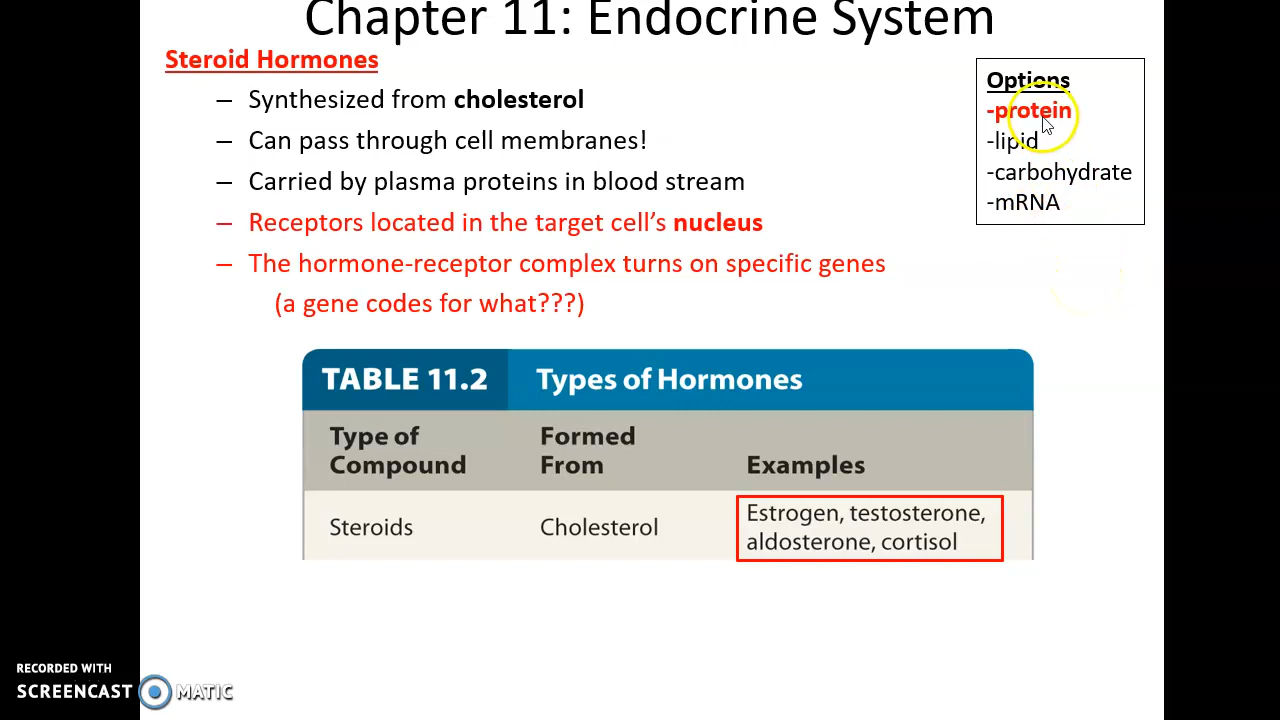 Chapter 11: Endocrine System
Steroid Hormones
– Synthesized from cholesterol
– Can pass through cell membranes!
– Carried by plasma proteins in blood stream
– Receptors located in the target cell’s nucleus
– The hormone-receptor complex turns on specific genes
(a gene codes for what???)
Options
-protein
-lipid
-carbohydrate
-mRNA
TABLE 11.2 Types of Hormones
Type of Formed
Compound From Examples
Steroids Cholesterol Estrogen, testosterone,
aldosterone, cortisol
RECORDED WITH
SCREENCAST MATIC